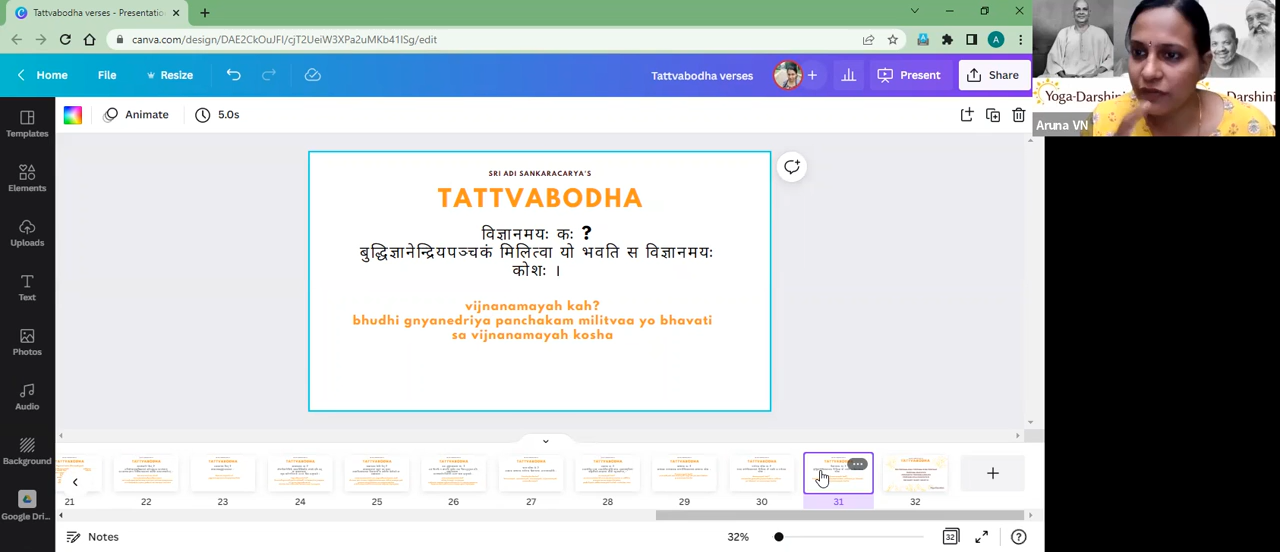 Tattvabodha verses - Presentation
canva.com/design/DAE2CkOuJFI/cjT2UeiW3XPa2uMKb41ISg/edit
A
Home File Resize Tattvabodha verses Present Share
Animate 5.0s
Yoga-Darshini Darshini
Aruna VN
Templates
Elements
Uploads
Text
Photos
Audio
Background
Google Dri...
SRI ADI SANKARACARYA'S
TATTVABODHA
विज्ञानमयः कः ?
बुद्धिज्ञानेन्द्रियपञ्चकं मिलित्वा यो भवति स विज्ञानमयः
कोशः ।
vijnanamayah kah?
bhudhi gnyanedriya panchakam militvaa yo bhavati
sa vijnanamayah kosha
21 22 23 24 25 26 27 28 29 30 31 32
Notes 32% 32